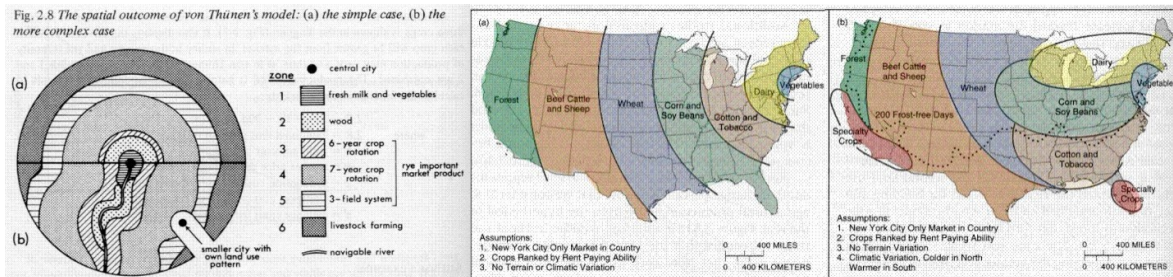 Fig. 2.8 The spatial outcome of von Thünen's model: (a) the simple case, (b) the
more complex case
(a)
(b)
zone
central city
1 fresh milk and vegetables
2 wood
3 6-year crop
rotation
4 7-year crop
rotation
5 3-field system
rye important
market product
6 livestock farming
navigable river
smaller city with
own land use
pattern
(a)
Forest
Beef Cattle
and Sheep
Wheat
Corn and
Soy Beans
Cotton and
Tobacco
Dairy
Vegetables
Assumptions:
1. New York City Only Market in Country
2. Crops Ranked by Rent Paying Ability
3. No Terrain or Climatic Variation
0 400 MILES
0 400 KILOMETERS
(b)
Forest
Beef Cattle
and Sheep
Wheat
Dairy
Vegetables
Corn and
Soy Beans
200 Frost-free Days
Specialty
Crops
Cotton and
Tobacco
Specialty
Crops
Assumptions:
1. New York City Only Market in Country
2. Crops Ranked by Rent Paying Ability
3. No Terrain Variation
4. Climatic Variation, Colder in North
Warmer in South
0 400 MILES
0 400 KILOMETERS